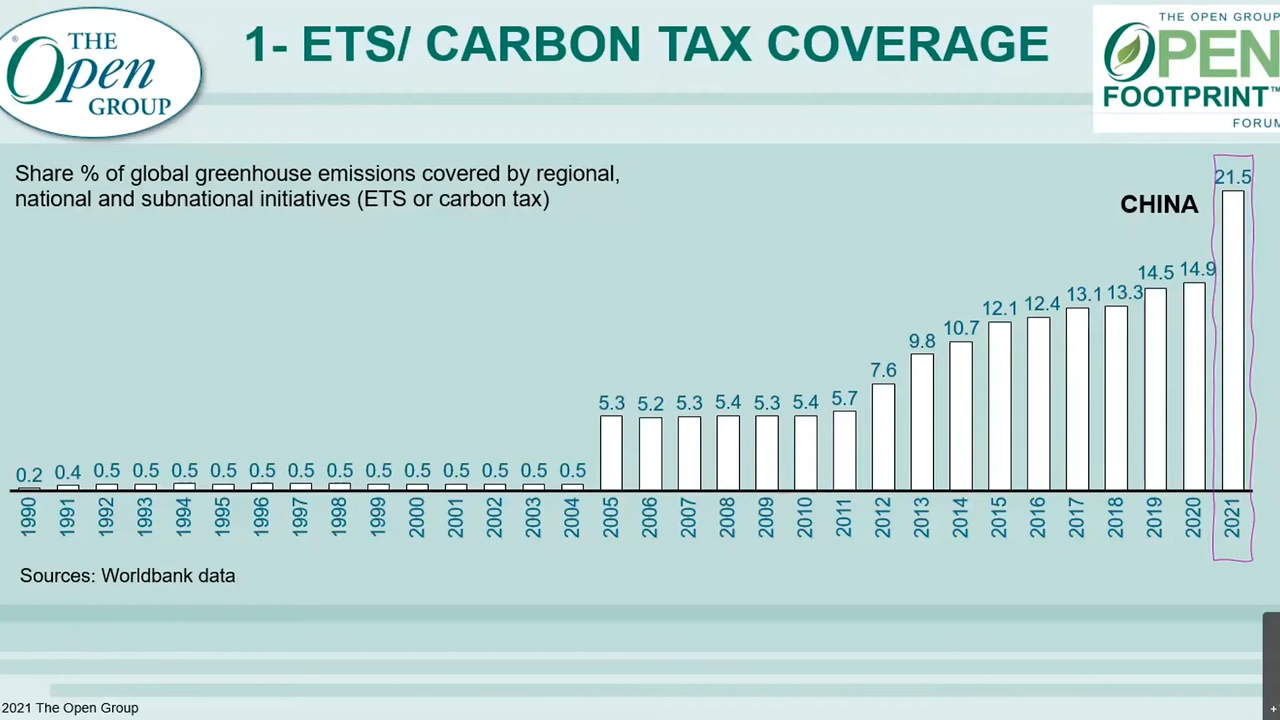 1- ETS/ CARBON TAX COVERAGE
®
THE
Open
GROUP
THE OPEN GROUP
OPEN
FOOTPRINT™
FORUM
Share % of global greenhouse emissions covered by regional,
national and subnational initiatives (ETS or carbon tax)
CHINA
0.2 0.4 0.5 0.5 0.5 0.5 0.5 0.5 0.5 0.5 0.5 0.5 0.5 0.5 0.5 5.3 5.2 5.3 5.4 5.3 5.4 5.7 7.6 9.8 10.7 12.1 12.4 13.1 13.3 14.5 14.9 21.5
1990 1991 1992 1993 1994 1995 1996 1997 1998 1999 2000 2001 2002 2003 2004 2005 2006 2007 2008 2009 2010 2011 2012 2013 2014 2015 2016 2017 2018 2019 2020 2021
Sources: Worldbank data
2021 The Open Group
+